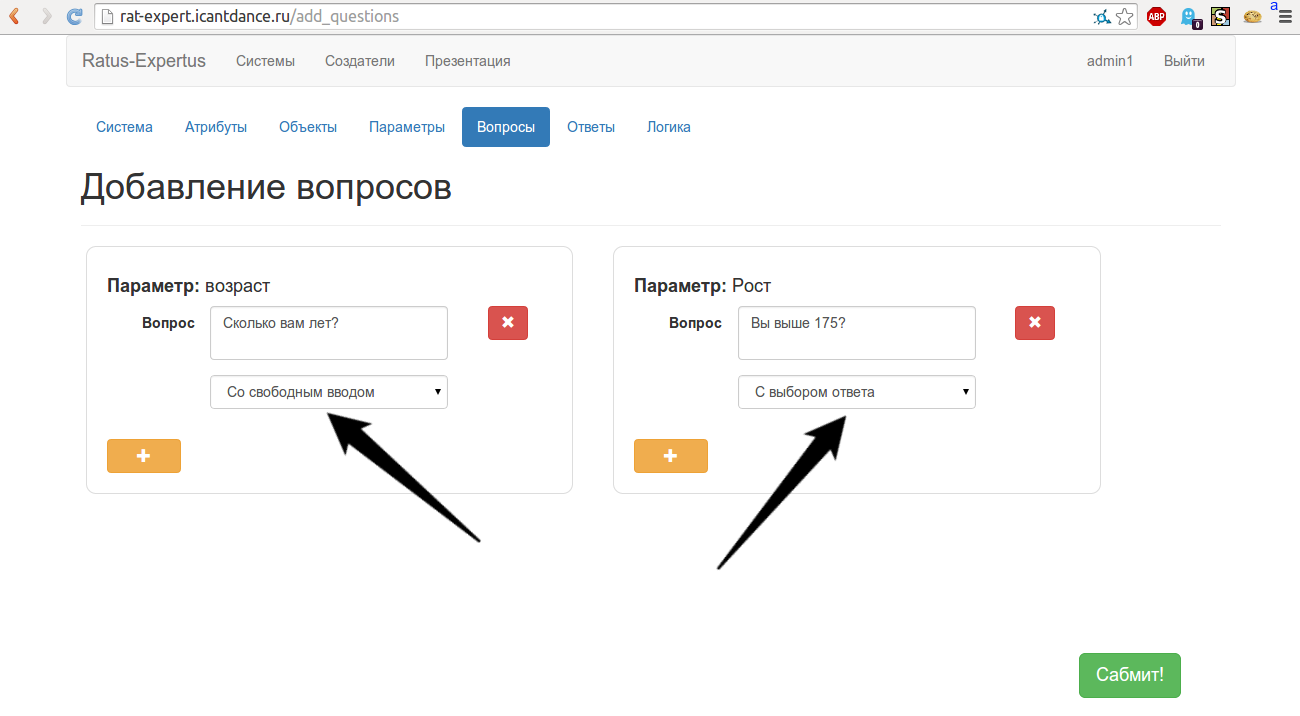 rat-expert.icantdance.ru/add_questions
ABP
0
S
a
Ratus-Expertus Системы Создатели Презентация admin1 Выйти
Система Атрибуты Объекты Параметры Вопросы Ответы Логика
Добавление вопросов
Параметр: возраст
Вопрос Сколько вам лет?
Со свободным вводом
Параметр: Рост
Вопрос Вы выше 175?
С выбором ответа
Сабмит!